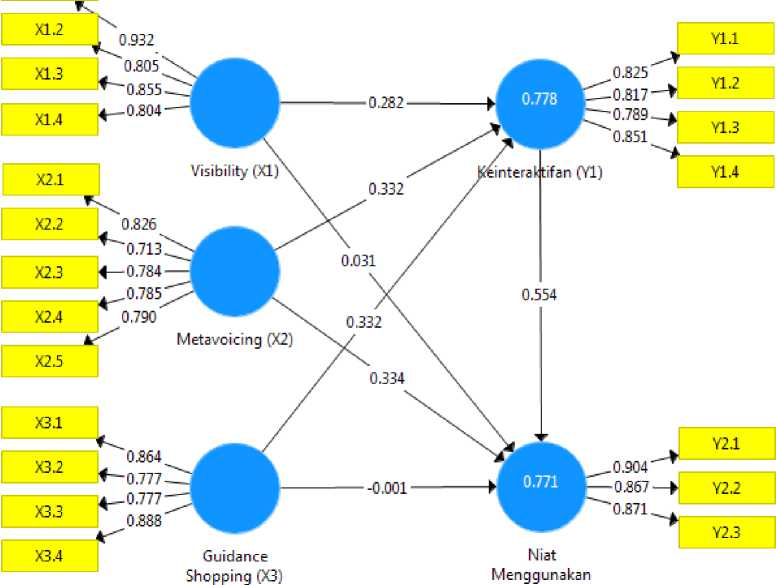 X1.2
X1.3
X1.4
0.932
0.805
0.855
0.804
Visibility (X1)
X2.1
X2.2
X2.3
X2.4
X2.5
0.826
0.713
0.784
0.785
0.790
Metavoicing (X2)
X3.1
X3.2
X3.3
X3.4
0.864
0.777
0.777
0.888
Guidance
Shopping (X3)
0.282
0.332
0.031
0.332
0.334
-0.001
0.554
0.778
Keinteraktifan (Y1)
0.825
0.817
0.789
0.851
Y1.1
Y1.2
Y1.3
Y1.4
0.771
Niat
Menggunakan
0.904
0.867
0.871
Y2.1
Y2.2
Y2.3